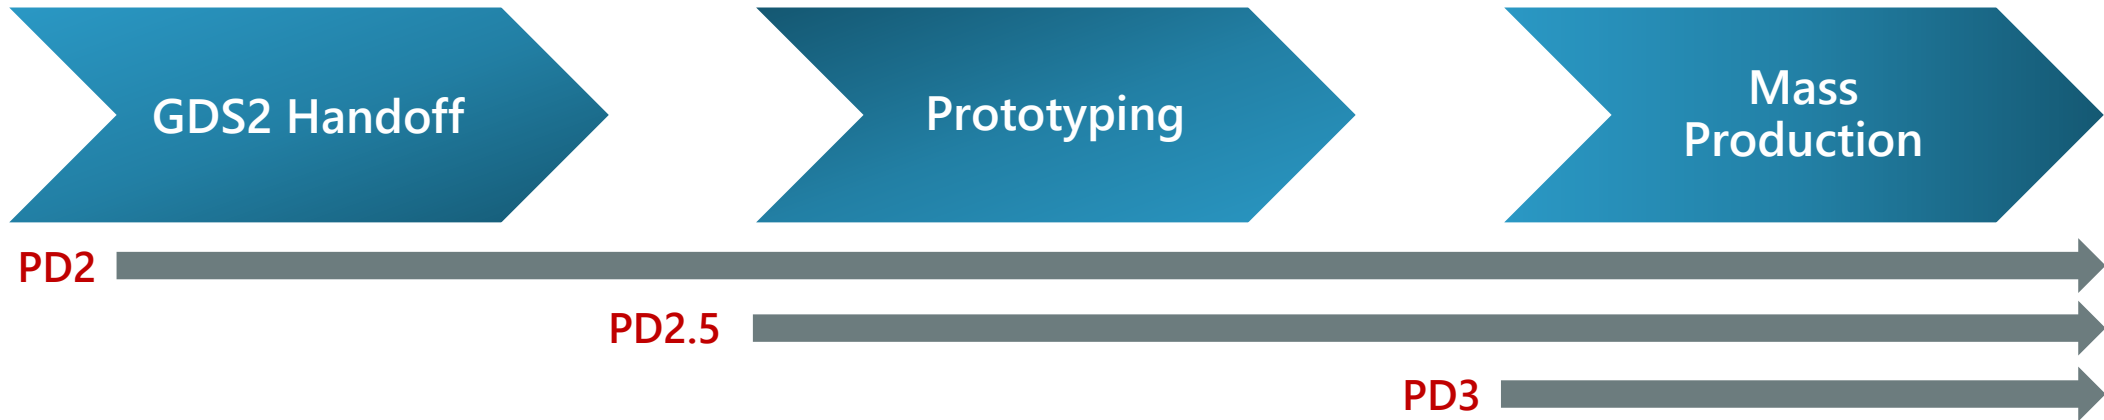 GDS2 Handoff
Prototyping
Mass
Production
PD2
PD2.5
PD3